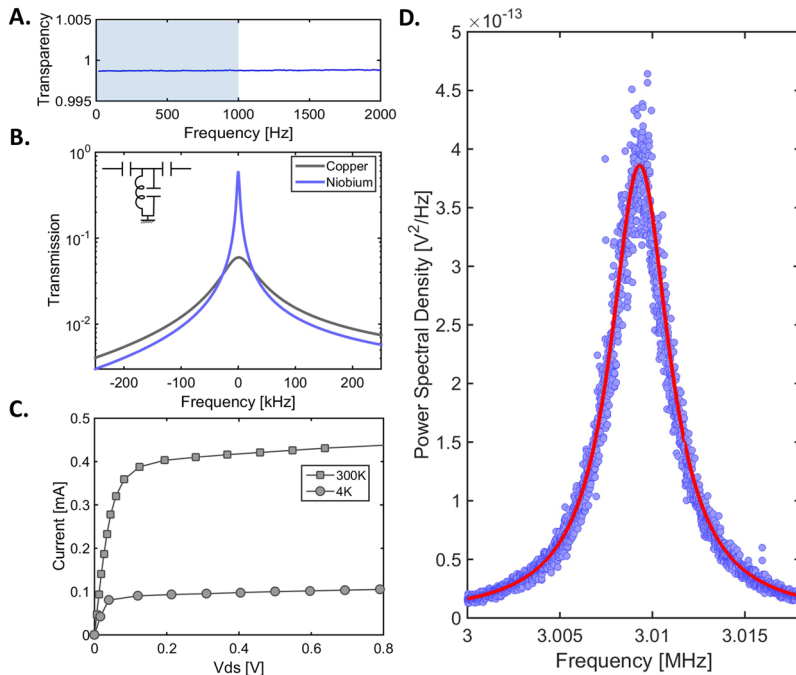 A.
1.005
1
0.995
Transparency
0
500
1000
1500
2000
Frequency [Hz]
B.
10^0
10^-1
10^-2
Transmission
Copper
Niobium
-200
-100
0
100
200
Frequency [kHz]
C.
0.5
0.4
0.3
0.2
0.1
0
Current [mA]
300K
4K
0
0.2
0.4
0.6
0.8
Vds [V]
D.
×10^-13
5
4.5
4
3.5
3
2.5
2
1.5
1
0.5
0
Power Spectral Density [V^2/Hz]
3
3.005
3.01
3.015
Frequency [MHz]